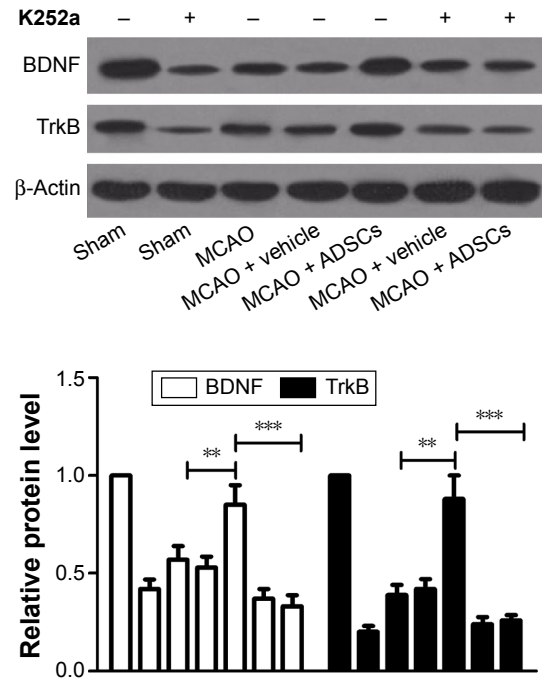 K252a – + – – – + +
BDNF
TrkB
β-Actin
Sham Sham MCAO MCAO + vehicle MCAO + ADSCs MCAO + vehicle MCAO + ADSCs
1.5
BDNF TrkB
*** ***
** **
1.0
Relative protein level
0.5
0.0